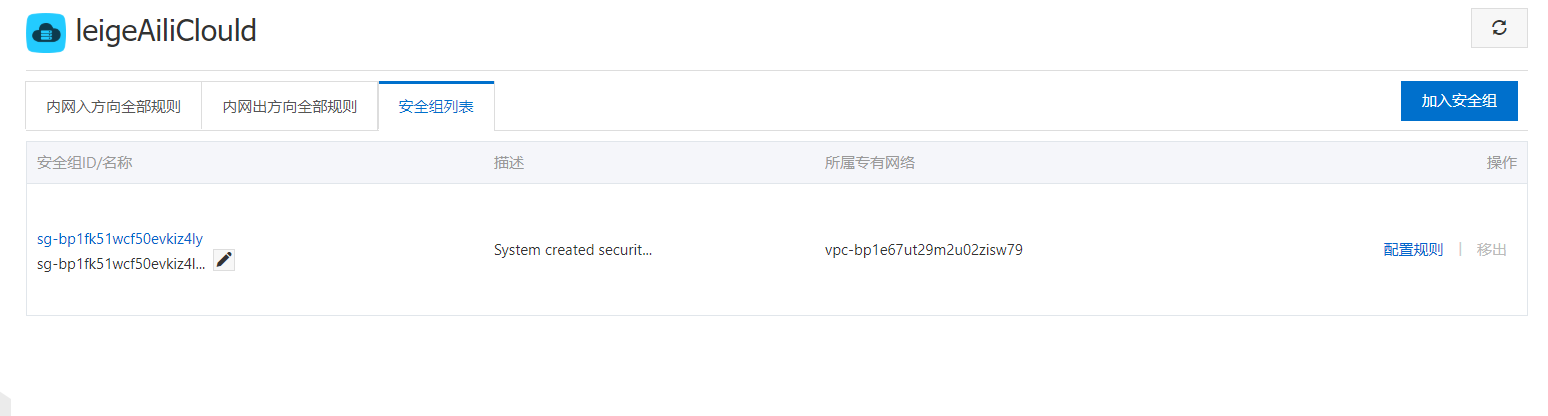 leigeAiliClould
内网入方向全部规则
内网出方向全部规则
安全组列表
加入安全组
安全组ID/名称
描述
所属专有网络
操作
sg-bp1fk51wcf50evkiz4ly
sg-bp1fk51wcf50evkiz4l...
System created securit...
vpc-bp1e67ut29m2u02zisw79
配置规则 | 移出